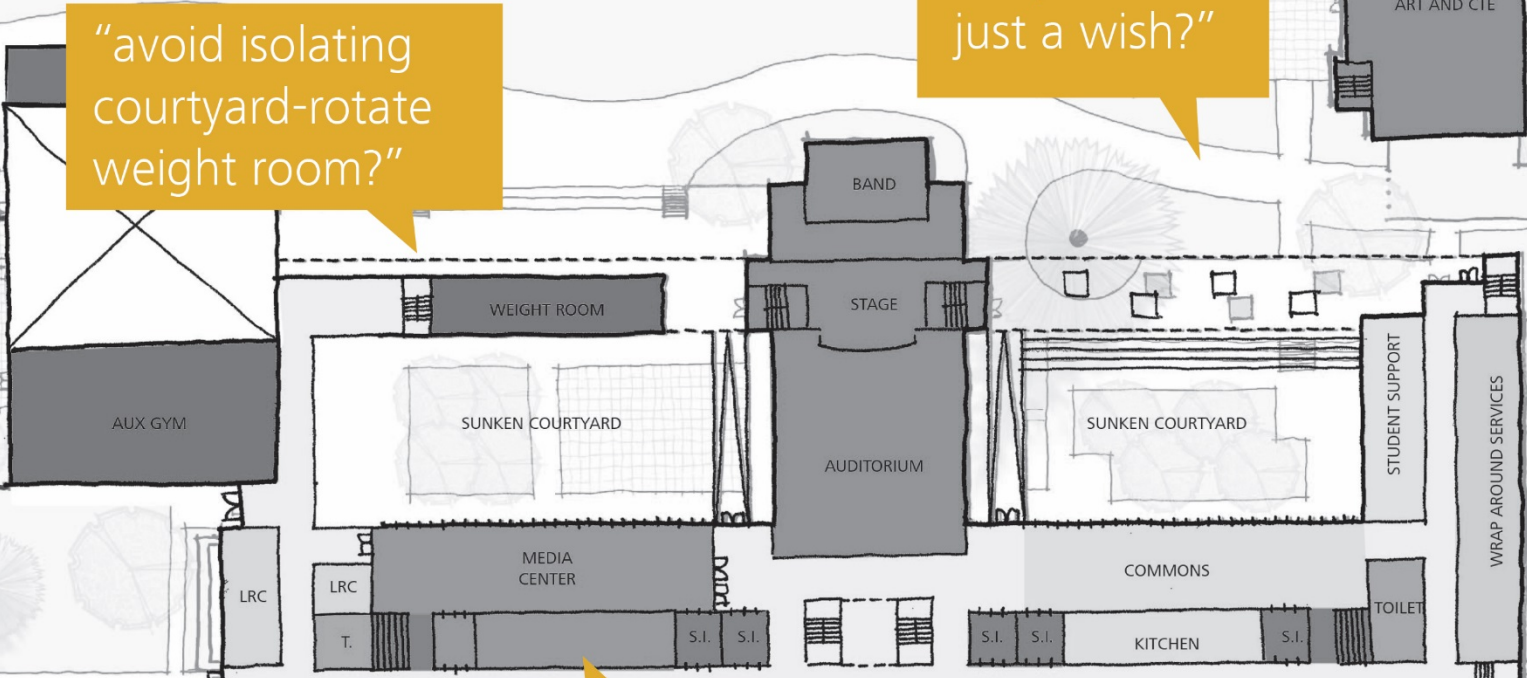 “avoid isolating
courtyard-rotate
weight room?”
just a wish?”
ART AND CTE
BAND
WEIGHT ROOM
STAGE
AUX GYM
SUNKEN COURTYARD
AUDITORIUM
SUNKEN COURTYARD
STUDENT SUPPORT
WRAP AROUND SERVICES
LRC
LRC
MEDIA
CENTER
COMMONS
TOILET
T.
S.I.
S.I.
S.I.
S.I.
KITCHEN
S.I.